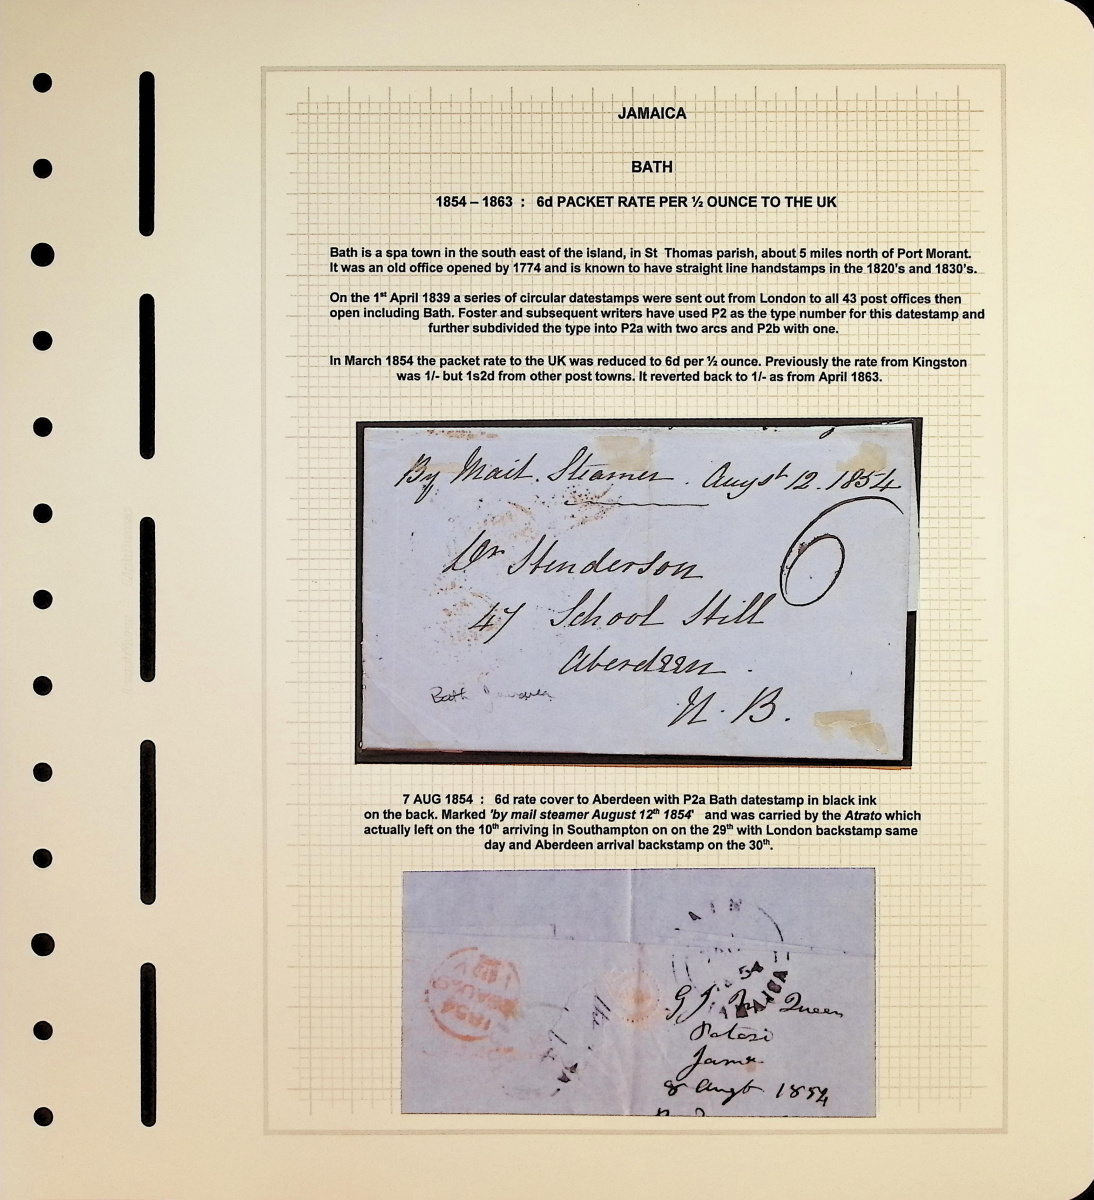 JAMAICA
BATH
1854 – 1863 : 6d PACKET RATE PER ½ OUNCE TO THE UK
Bath is a spa town in the south east of the island, in St Thomas parish, about 5 miles north of Port Morant.
It was an old office opened by 1774 and is known to have straight line handstamps in the 1820's and 1830's.
On the 1st April 1839 a series of circular datestamps were sent out from London to all 43 post offices then
open including Bath. Foster and subsequent writers have used P2 as the type number for this datestamp and
further subdivided the type into P2a with two arcs and P2b with one.
In March 1854 the packet rate to the UK was reduced to 6d per ½ ounce. Previously the rate from Kingston
was 1/- but 1s2d from other post towns. It reverted back to 1/- as from April 1863.
By Mail Steamer. Augst 12. 1854
6
Dr Henderson
47 School Hill
Aberdeen.
N. B.
Bath Jamaica
7 AUG 1854 : 6d rate cover to Aberdeen with P2a Bath datestamp in black ink
on the back. Marked 'by mail steamer August 12th 1854' and was carried by the Atrato which
actually left on the 10th arriving in Southampton on on the 29th with London backstamp same
day and Aberdeen arrival backstamp on the 30th.
1854
54
Queen
Potosi
Jama
8 Augt 1854